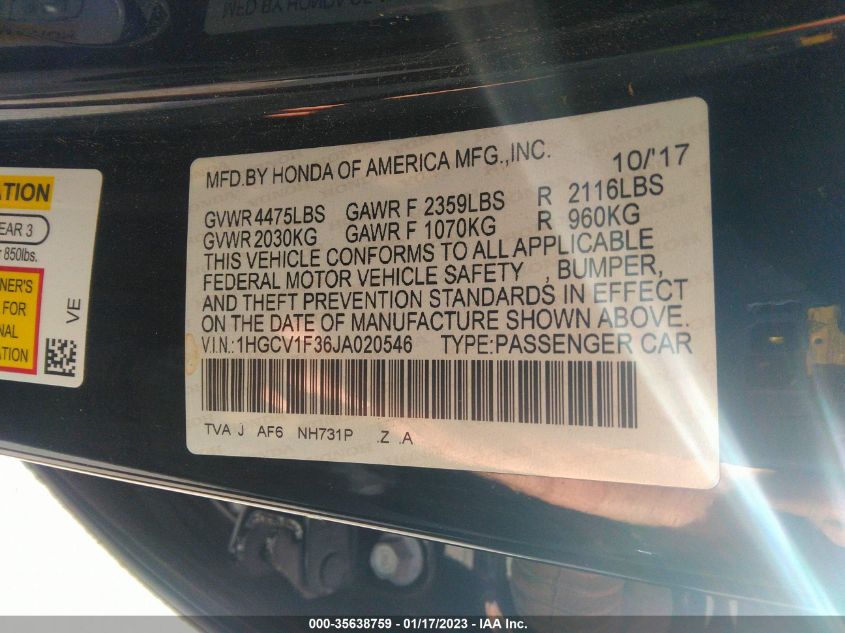 MFD.BY HONDA OF AMERICA MFG.,INC. 10/'17
GVWR 4475LBS GAWR F 2359LBS R 2116LBS
GVWR 2030KG GAWR F 1070KG R 960KG
THIS VEHICLE CONFORMS TO ALL APPLICABLE
FEDERAL MOTOR VEHICLE SAFETY , BUMPER,
AND THEFT PREVENTION STANDARDS IN EFFECT
ON THE DATE OF MANUFACTURE SHOWN ABOVE.
V.I.N.:1HGCV1F36JA020546 TYPE:PASSENGER CAR
TVA J AF6 NH731P .Z .A
ATION
EAR 3
850lbs.
NER'S
FOR
NAL
N
VE
000-35638759 / 01/17/2023 / IAA Inc.